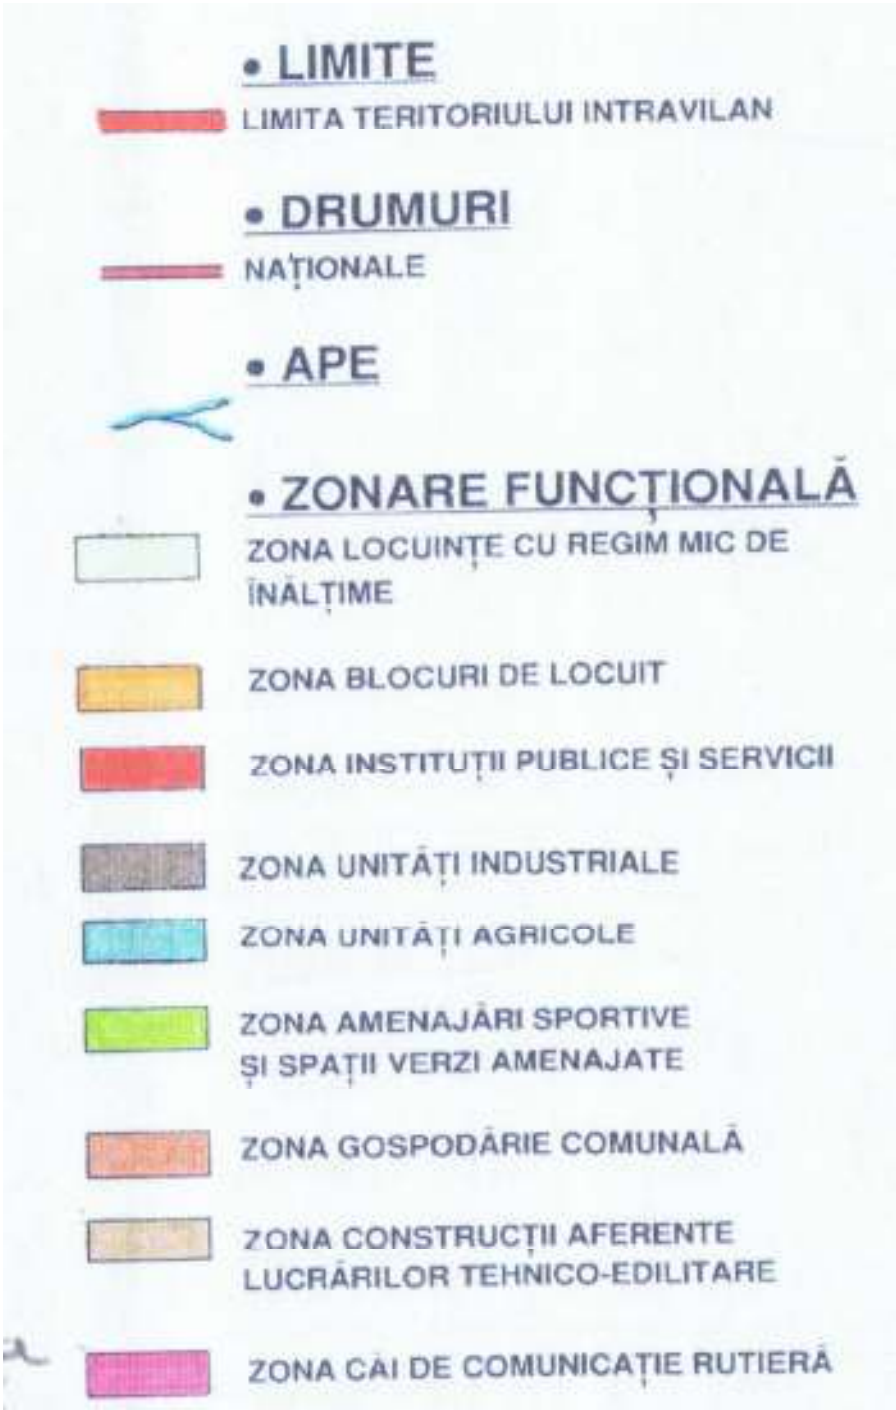 • LIMITE
LIMITA TERITORIULUI INTRAVILAN
• DRUMURI
NAȚIONALE
• APE
• ZONARE FUNCȚIONALĂ
ZONA LOCUINȚE CU REGIM MIC DE
ÎNĂLȚIME
ZONA BLOCURI DE LOCUIT
ZONA INSTITUȚII PUBLICE ȘI SERVICII
ZONA UNITĂȚI INDUSTRIALE
ZONA UNITĂȚI AGRICOLE
ZONA AMENAJĂRI SPORTIVE
ȘI SPAȚII VERZI AMENAJATE
ZONA GOSPODĂRIE COMUNALĂ
ZONA CONSTRUCȚII AFERENTE
LUCRĂRILOR TEHNICO-EDILITARE
ZONA CĂI DE COMUNICAȚIE RUTIERĂ